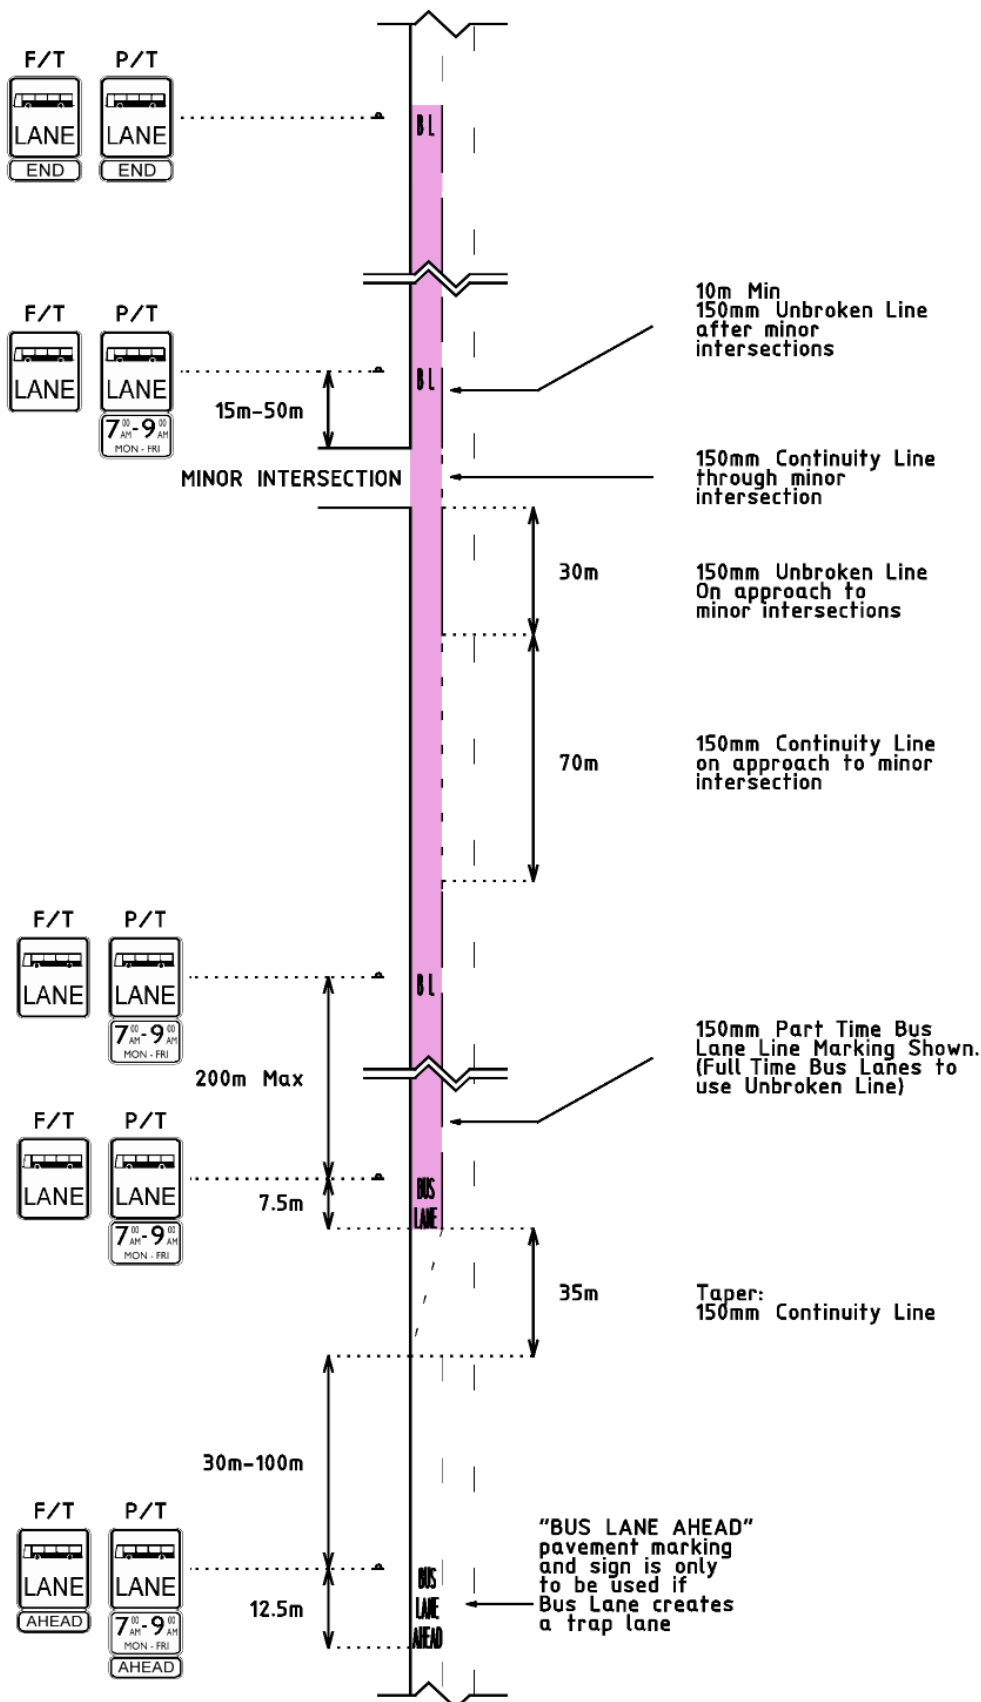 F/T P/T
LANE LANE
END END
B L
F/T P/T
LANE LANE
7 00 AM - 9 00 AM
MON - FRI
B L
10m Min
150mm Unbroken Line
after minor
intersections
15m-50m
MINOR INTERSECTION
150mm Continuity Line
through minor
intersection
30m
150mm Unbroken Line
On approach to
minor intersections
70m
150mm Continuity Line
on approach to minor
intersection
F/T P/T
LANE LANE
7 00 AM - 9 00 AM
MON - FRI
B L
200m Max
150mm Part Time Bus
Lane Line Marking Shown.
(Full Time Bus Lanes to
use Unbroken Line)
F/T P/T
LANE LANE
7 00 AM - 9 00 AM
MON - FRI
7.5m
BUS
LANE
35m
Taper:
150mm Continuity Line
30m-100m
F/T P/T
LANE LANE
AHEAD
7 00 AM - 9 00 AM
MON - FRI
AHEAD
12.5m
BUS
LANE
AHEAD
"BUS LANE AHEAD"
pavement marking
and sign is only
to be used if
Bus Lane creates
a trap lane